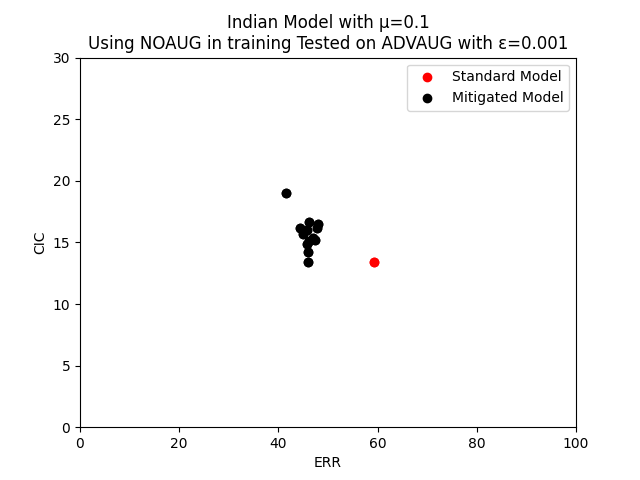 Indian Model with μ=0.1
Using NOAUG in training Tested on ADVAUG with ε=0.001
Standard Model
Mitigated Model
30
25
20
15
10
5
0
CIC
0 20 40 60 80 100
ERR